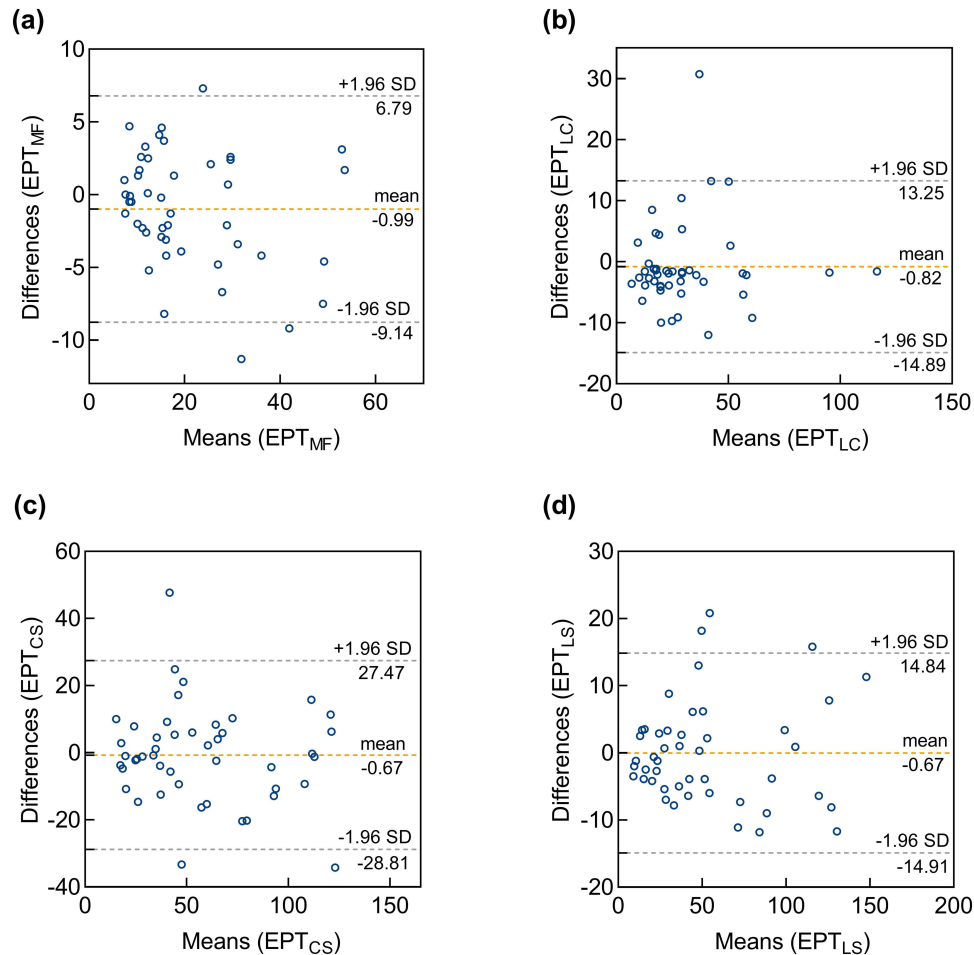 (a)
10
5
0
-5
-10
0 20 40 60
Differences (EPTMF)
Means (EPTMF)
+1.96 SD
6.79
mean
-0.99
-1.96 SD
-9.14
(b)
30
20
10
0
-10
-20
0 50 100 150
Differences (EPTLC)
Means (EPTLC)
+1.96 SD
13.25
mean
-0.82
-1.96 SD
-14.89
(c)
60
40
20
0
-20
-40
0 50 100 150
Differences (EPTCS)
Means (EPTCS)
+1.96 SD
27.47
mean
-0.67
-1.96 SD
-28.81
(d)
30
20
10
0
-10
-20
0 50 100 150 200
Differences (EPTLS)
Means (EPTLS)
+1.96 SD
14.84
mean
-0.67
-1.96 SD
-14.91